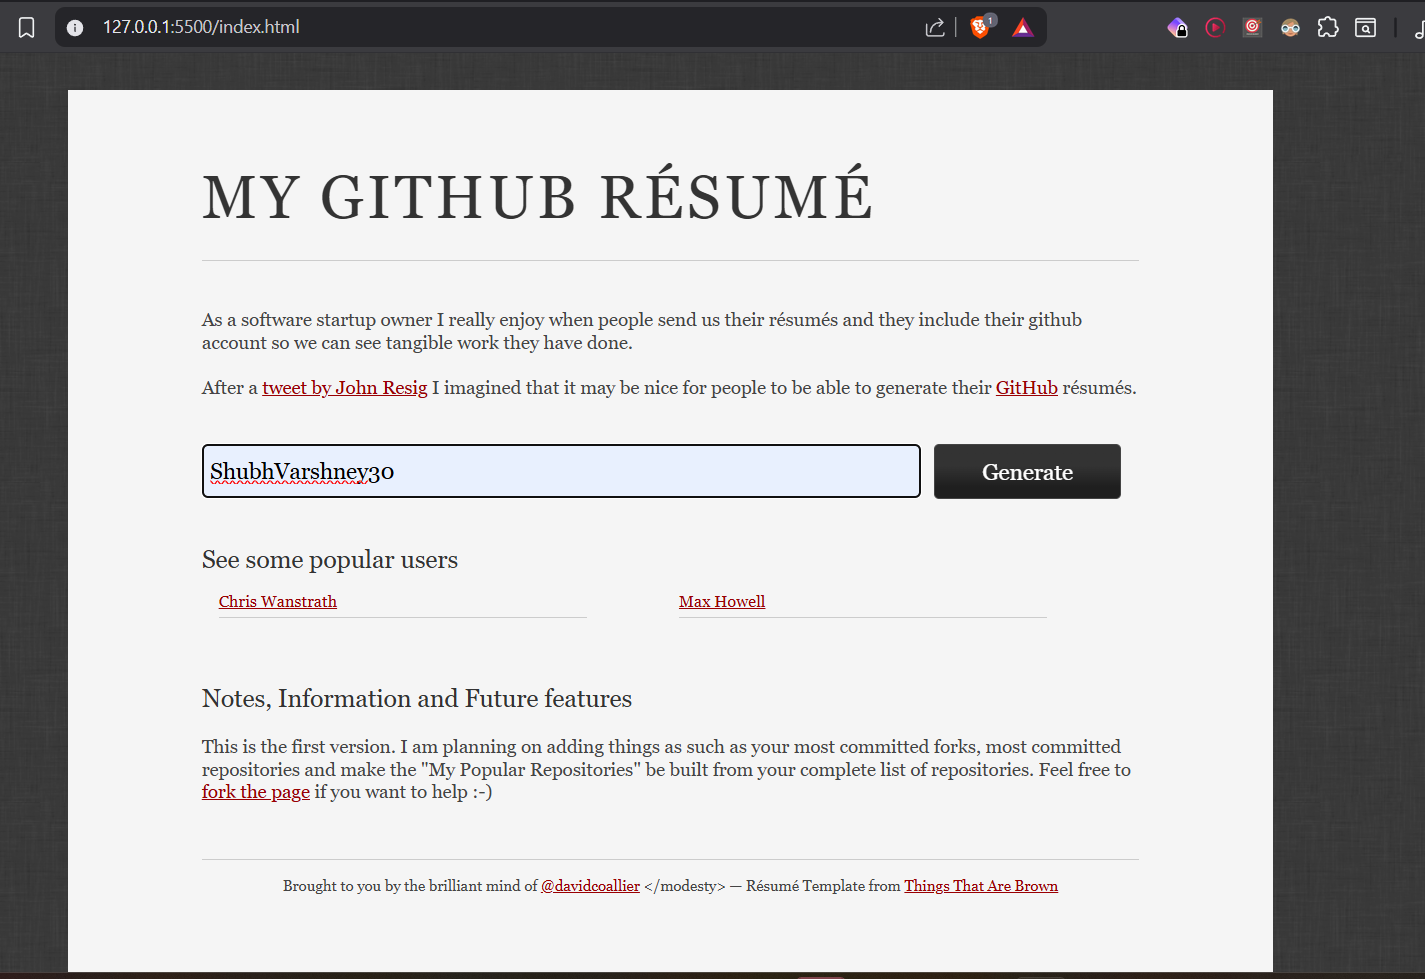 127.0.0.1:5500/index.html
1
MY GITHUB RÉSUMÉ
As a software startup owner I really enjoy when people send us their résumés and they include their github
account so we can see tangible work they have done.
After a tweet by John Resig I imagined that it may be nice for people to be able to generate their GitHub résumés.
ShubhVarshney30
Generate
See some popular users
Chris Wanstrath
Max Howell
Notes, Information and Future features
This is the first version. I am planning on adding things as such as your most committed forks, most committed
repositories and make the "My Popular Repositories" be built from your complete list of repositories. Feel free to
fork the page if you want to help :-)
Brought to you by the brilliant mind of @davidcoallier </modesty> — Résumé Template from Things That Are Brown